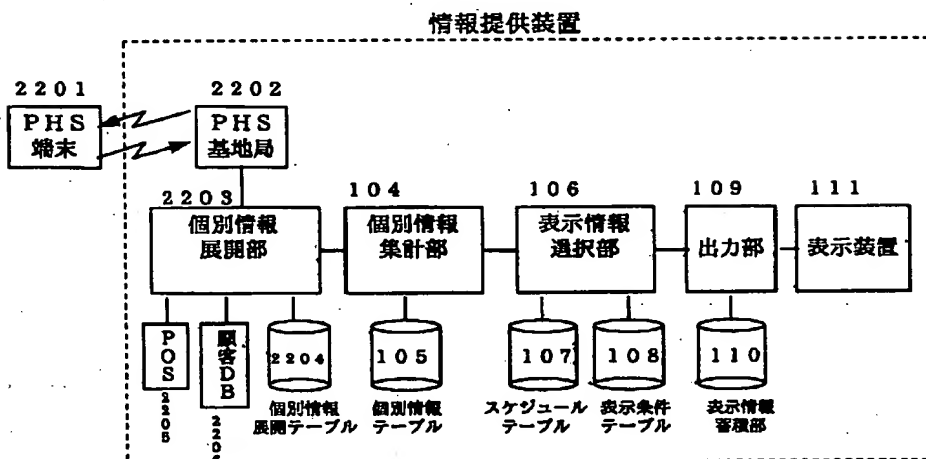 情報提供装置
2201
PHS
端末
2202
PHS
基地局
2203
個別情報
展開部
104
個別情報
集計部
106
表示情報
選択部
109
出力部
111
表示装置
POS
2205
顧客DB
2204
個別情報
展開テーブル
105
個別情報
テーブル
107
スケジュール
テーブル
108
表示条件
テーブル
110
表示情報
蓄積部